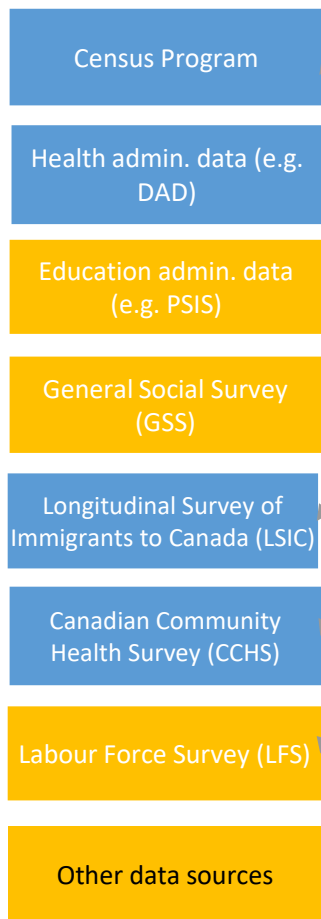 Census Program
Health admin. data (e.g.
DAD)
Education admin. data
(e.g. PSIS)
General Social Survey
(GSS)
Longitudinal Survey of
Immigrants to Canada (LSIC)
Canadian Community
Health Survey (CCHS)
Labour Force Survey (LFS)
Other data sources